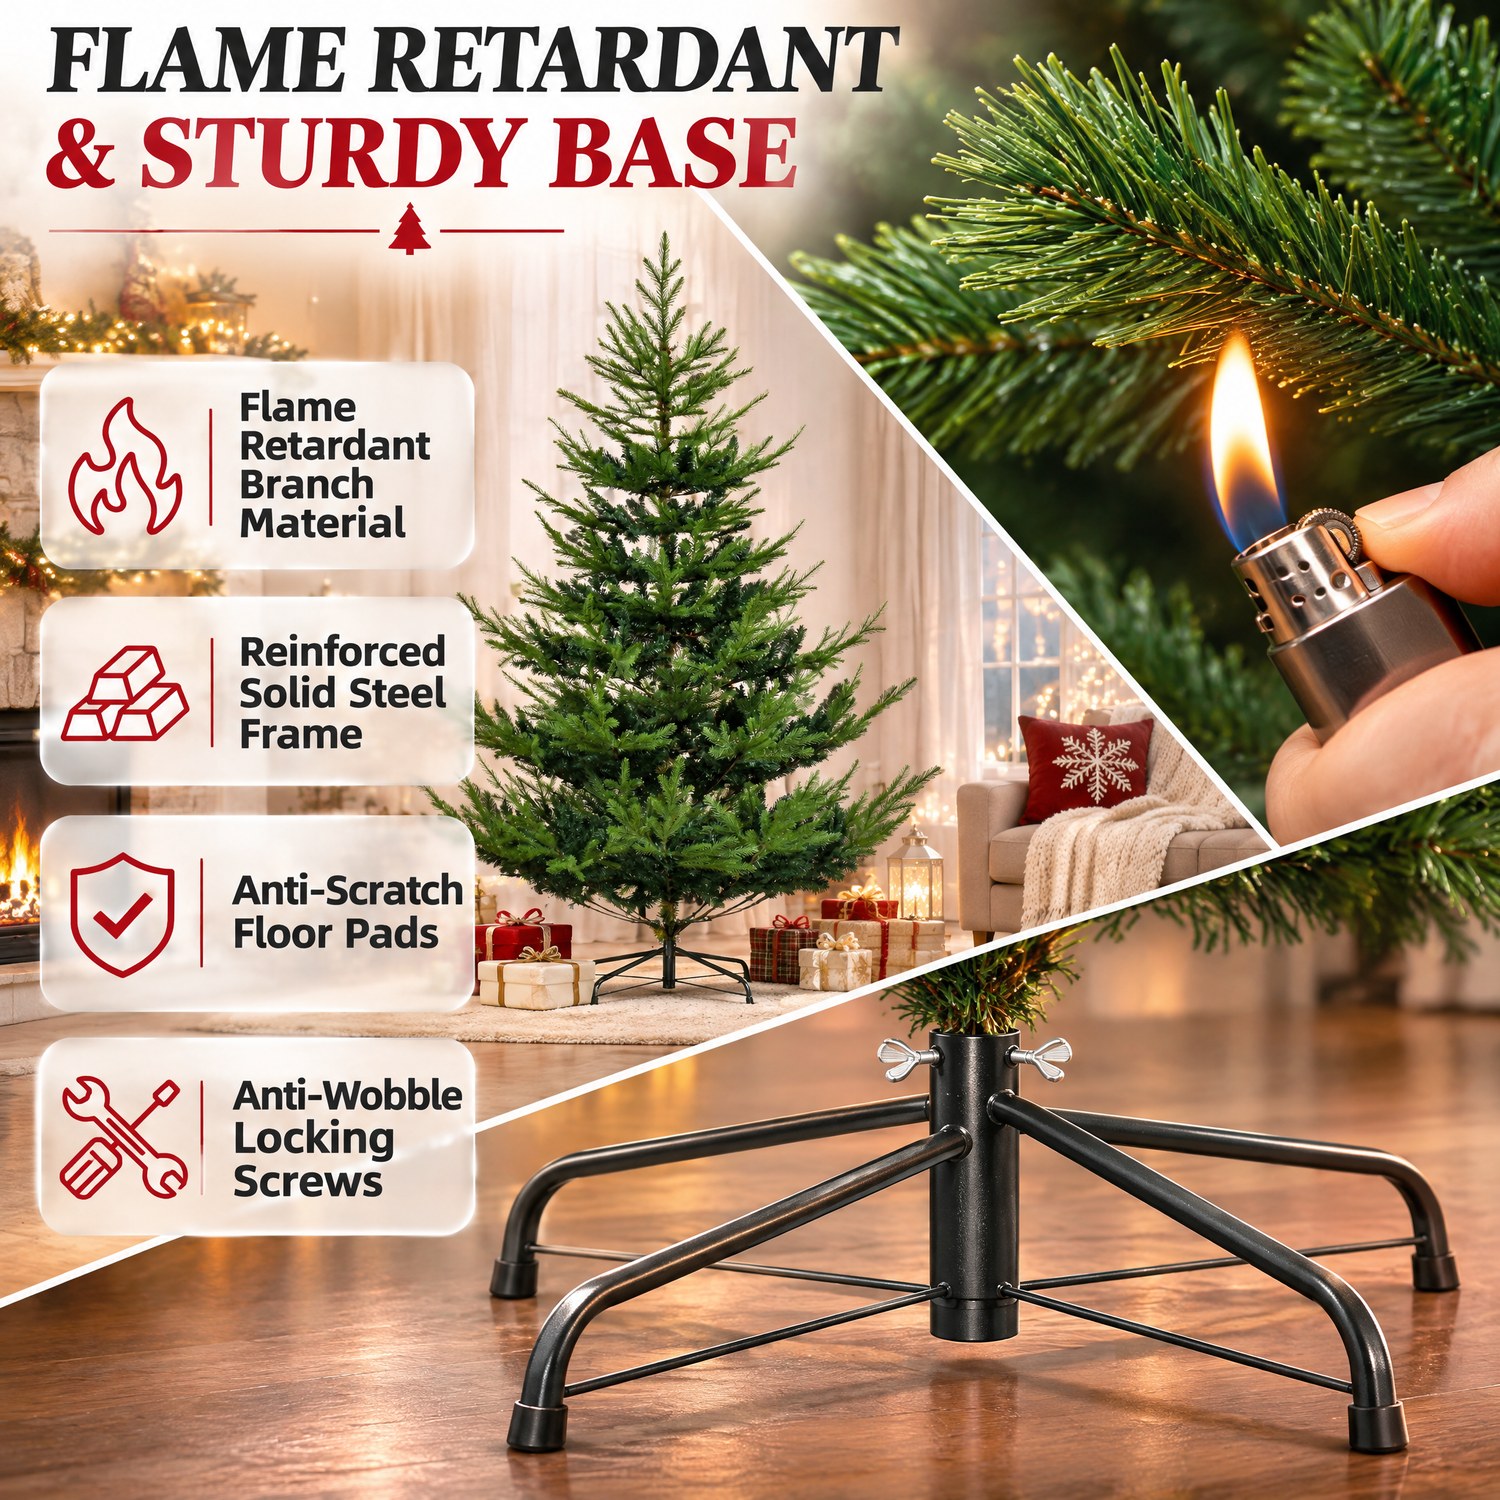 FLAME RETARDANT
& STURDY BASE
Flame
Retardant
Branch
Material
Reinforced
Solid Steel
Frame
Anti-Scratch
Floor Pads
Anti-Wobble
Locking
Screws